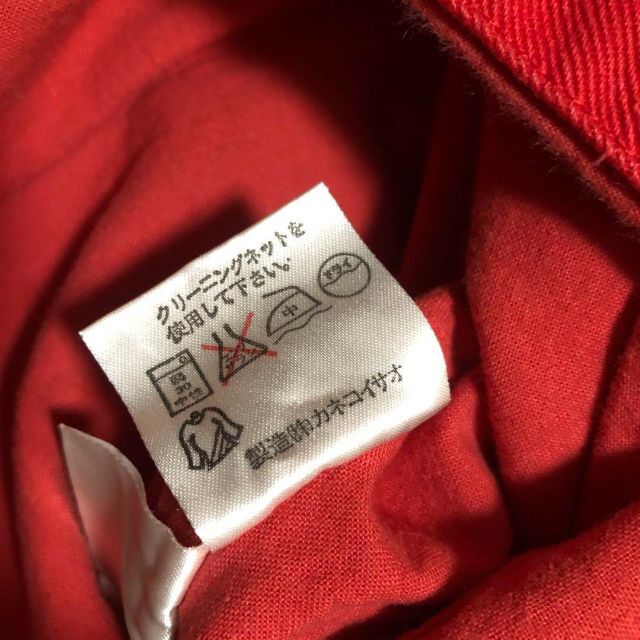 クリーニングネットを
使用して下さい。
中 ドライ
製造㈱カネコイサオ